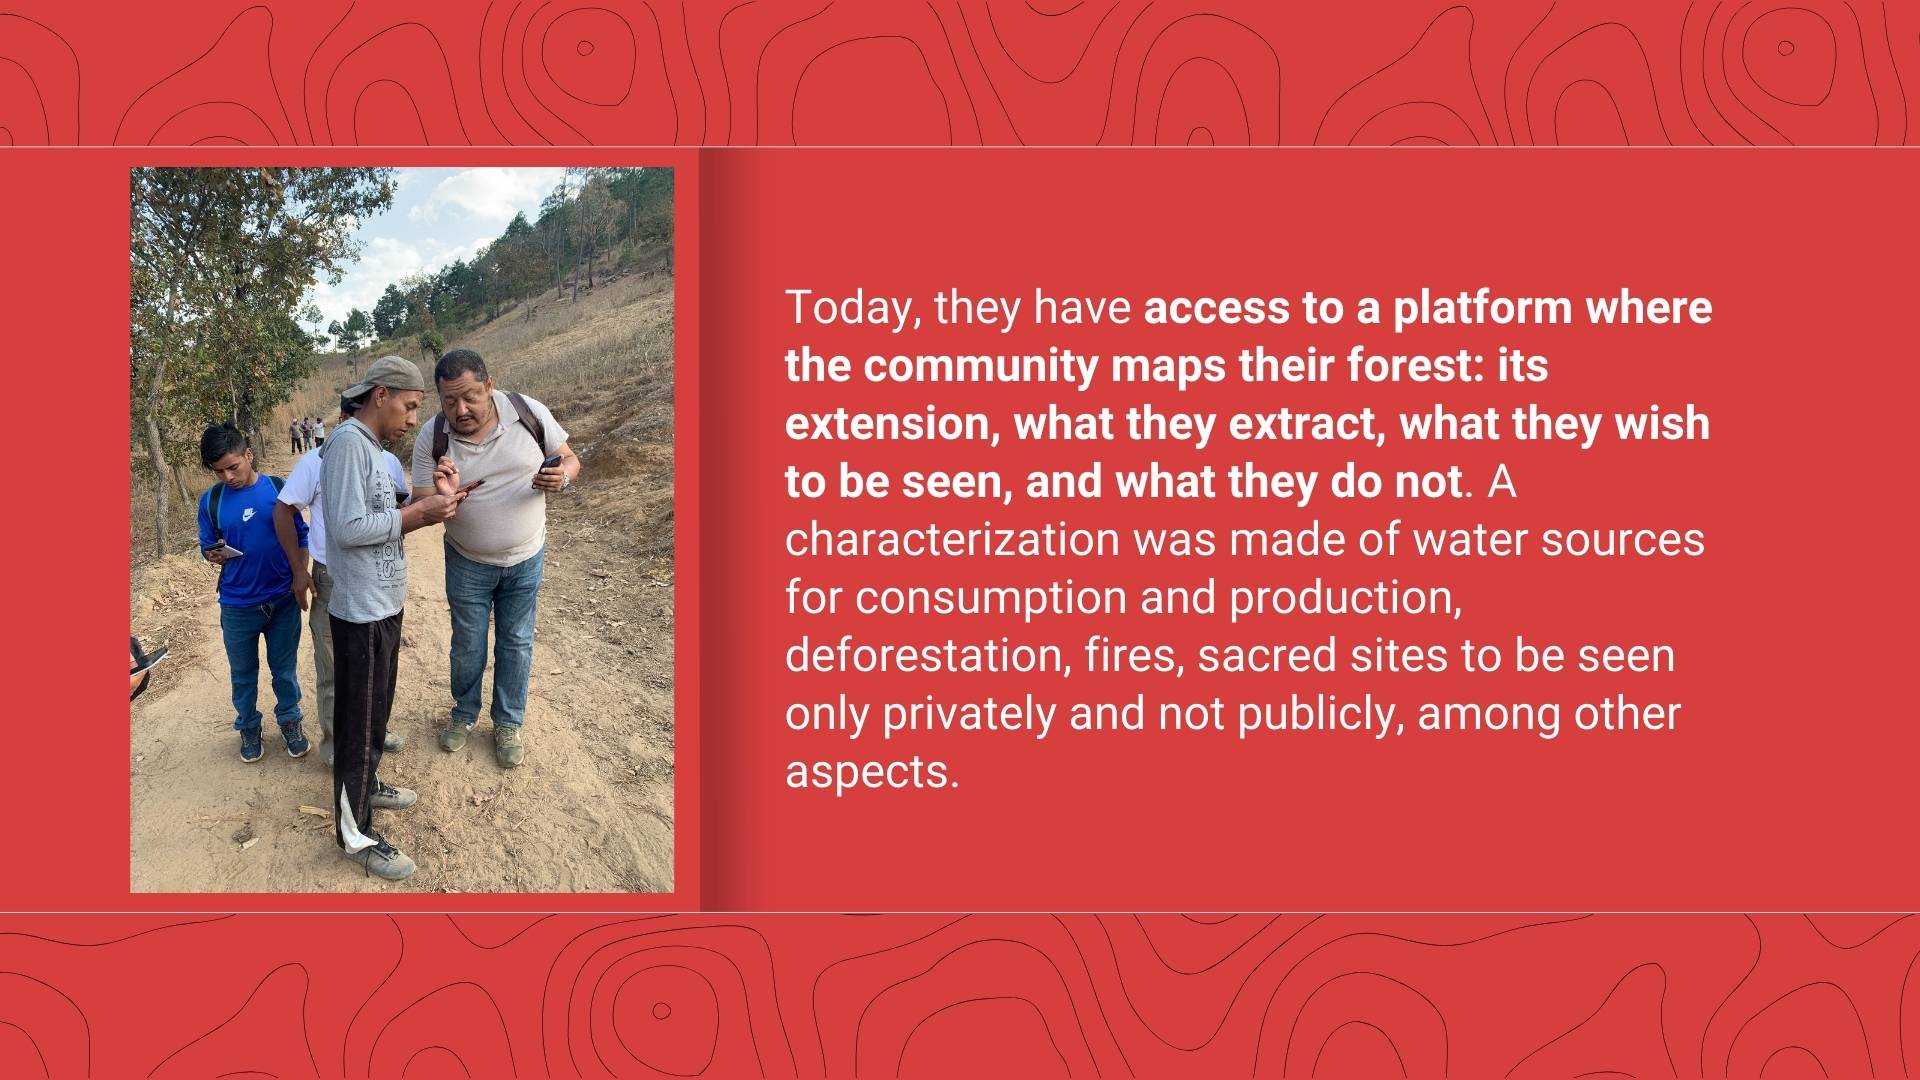 Today, they have access to a platform where
the community maps their forest: its
extension, what they extract, what they wish
to be seen, and what they do not. A
characterization was made of water sources
for consumption and production,
deforestation, fires, sacred sites to be seen
only privately and not publicly, among other
aspects.